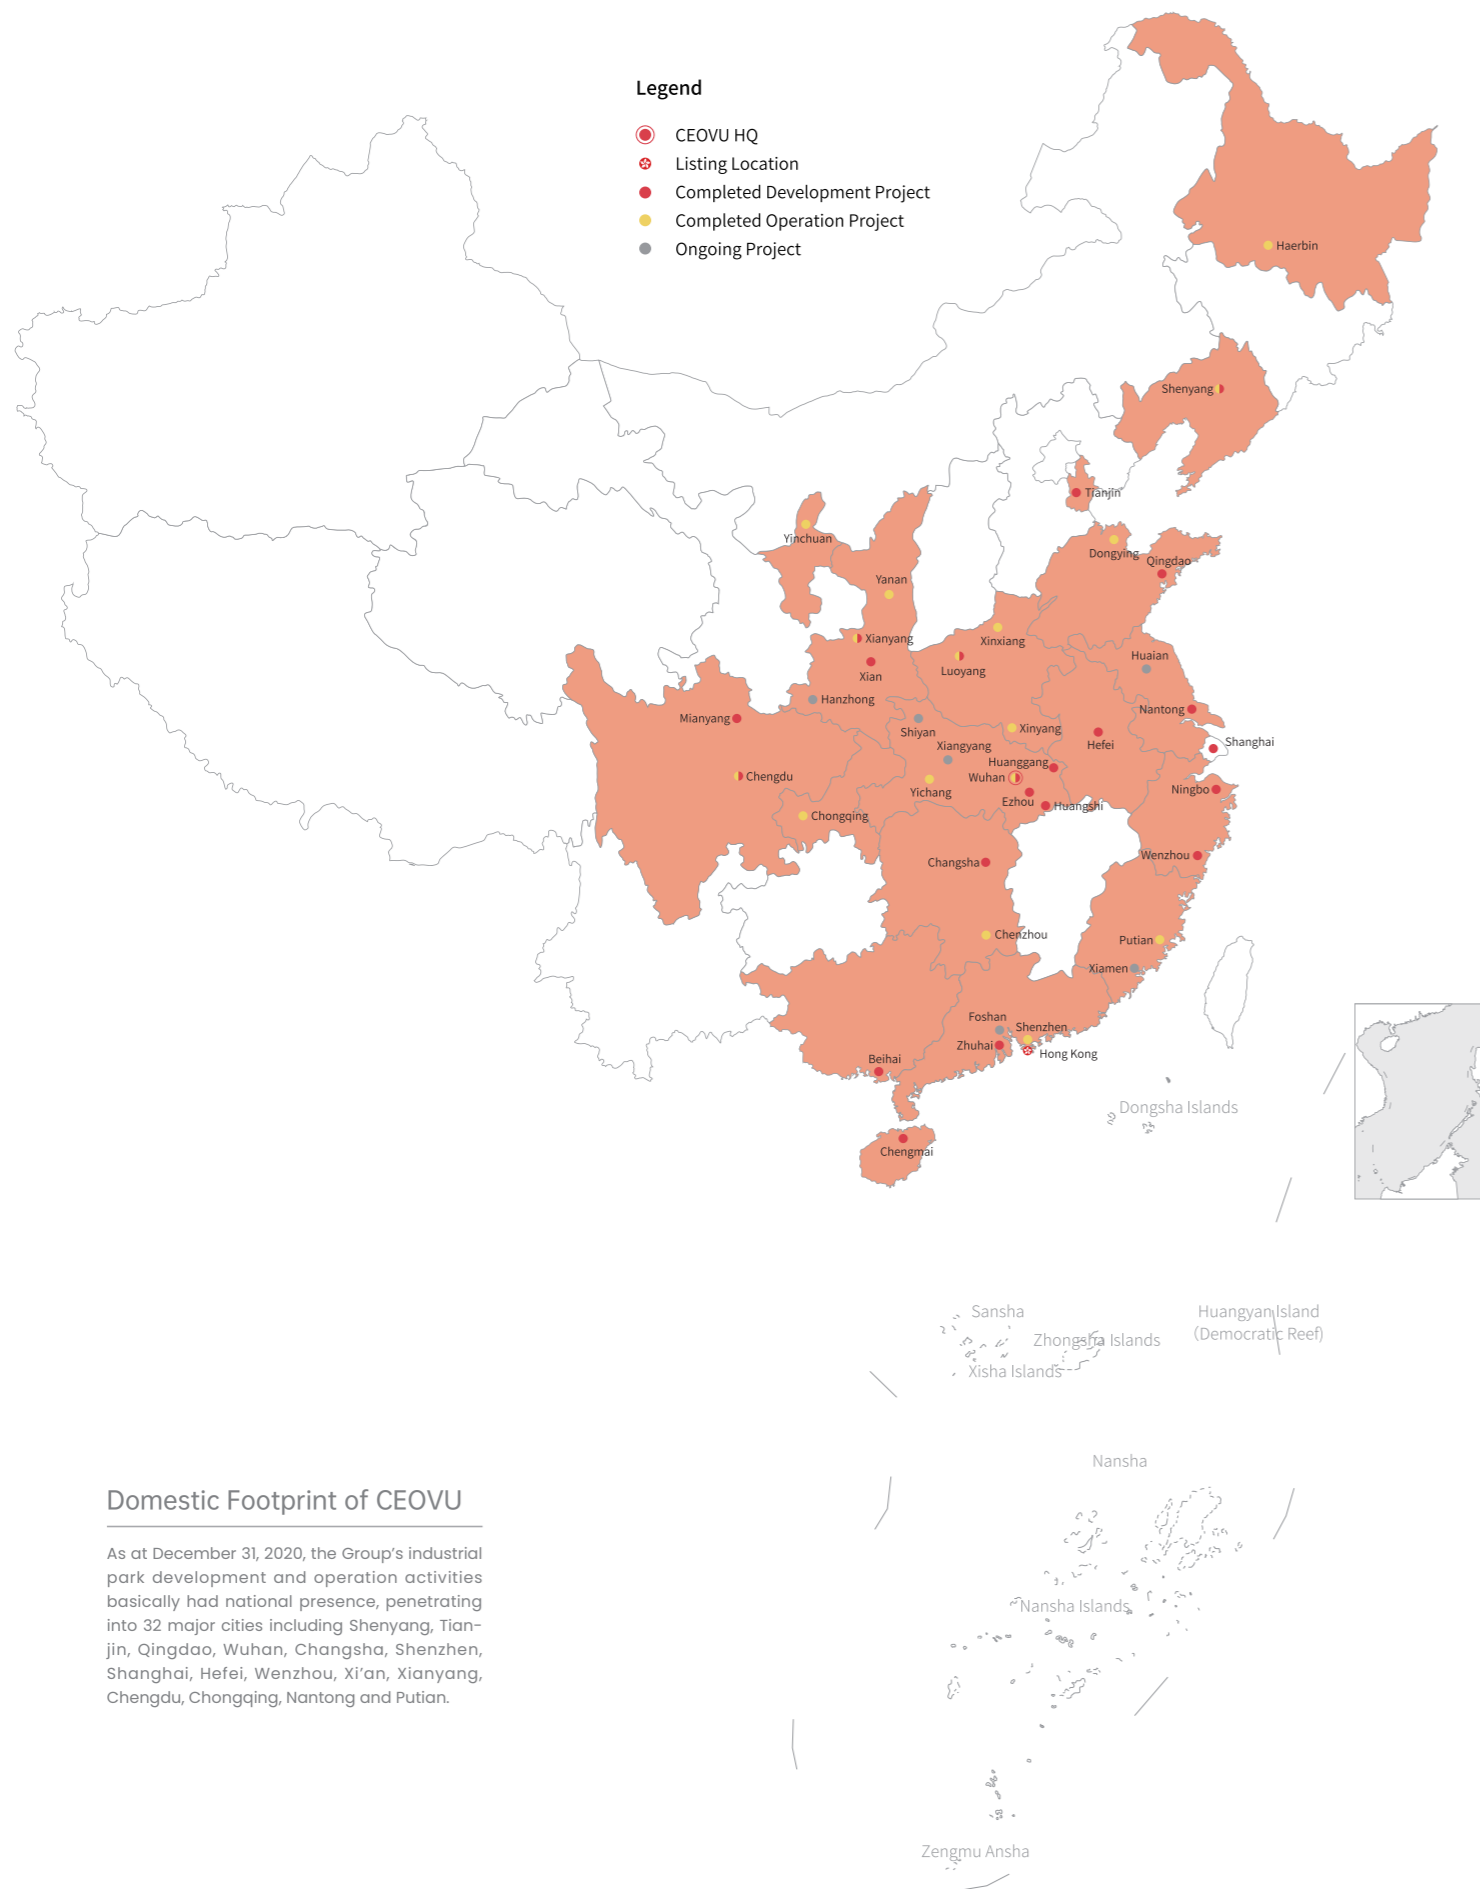 Legend
CEOVU HQ
Listing Location
Completed Development Project
Completed Operation Project
Ongoing Project
Haerbin
Shenyang
Tianjin
Yinchuan
Dongying
Qingdao
Yanan
Xianyang
Xinxiang
Xian
Luoyang
Huaian
Hanzhong
Nantong
Mianyang
Shiyan
Xinyang
Hefei
Shanghai
Xiangyang
Huanggang
Chengdu
Wuhan
Yichang
Ningbo
Ezhou
Huangshi
Chongqing
Wenzhou
Changsha
Chenzhou
Putian
Xiamen
Foshan
Shenzhen
Zhuhai
Hong Kong
Beihai
Dongsha Islands
Chengmai
Sansha
Huangyan Island
(Democratic Reef)
Zhongsha Islands
Xisha Islands
Nansha
Nansha Islands
Zengmu Ansha
Domestic Footprint of CEOVU
As at December 31, 2020, the Group’s industrial
park development and operation activities
basically had national presence, penetrating
into 32 major cities including Shenyang, Tian-
jin, Qingdao, Wuhan, Changsha, Shenzhen,
Shanghai, Hefei, Wenzhou, Xi’an, Xianyang,
Chengdu, Chongqing, Nantong and Putian.